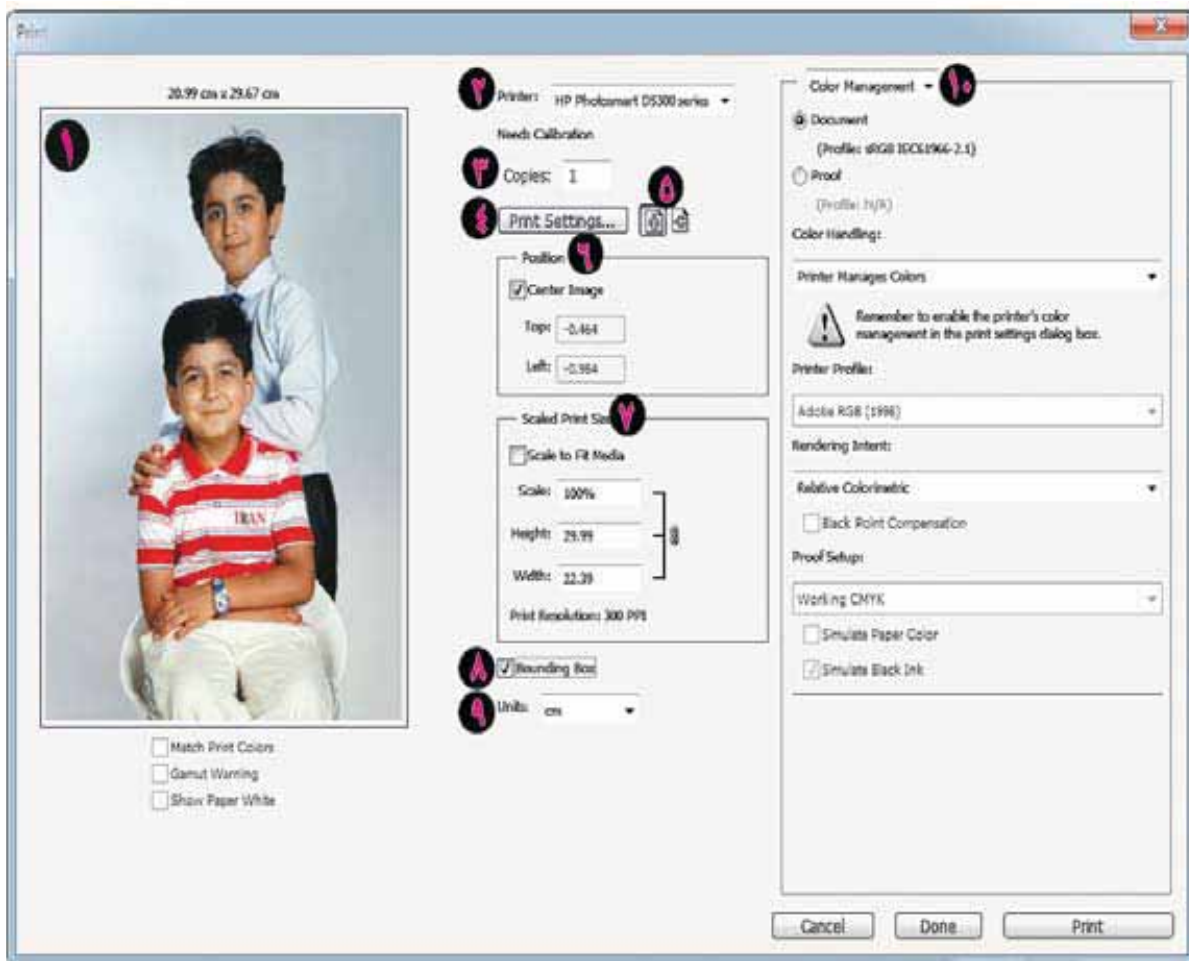 Print
20.99 cm x 29.67 cm
۱
IRAN
Match Print Colors
Gamut Warning
Show Paper White
۲ Printer: HP Photosmart D5300 series
Needs Calibration
۳ Copies: 1
۴ Print Settings... ۵
Position ۶
Center Image
Top: -0.464
Left: -0.984
Scaled Print Size ۷
Scale to Fit Media
Scale: 100%
Height: 29.99
Width: 22.39
Print Resolution: 300 PPI
۸ Bounding Box
۹ Units: cm
Color Management ۱۰
Document
(Profile: sRGB IEC61966-2.1)
Proof
(Profile: N/A)
Color Handling:
Printer Manages Colors
Remember to enable the printer's color
management in the print settings dialog box.
Printer Profile:
Adobe RGB (1998)
Rendering Intent:
Relative Colorimetric
Back Point Compensation
Proof Setup:
Working CMYK
Simulate Paper Color
Simulate Black Ink
Cancel Done Print